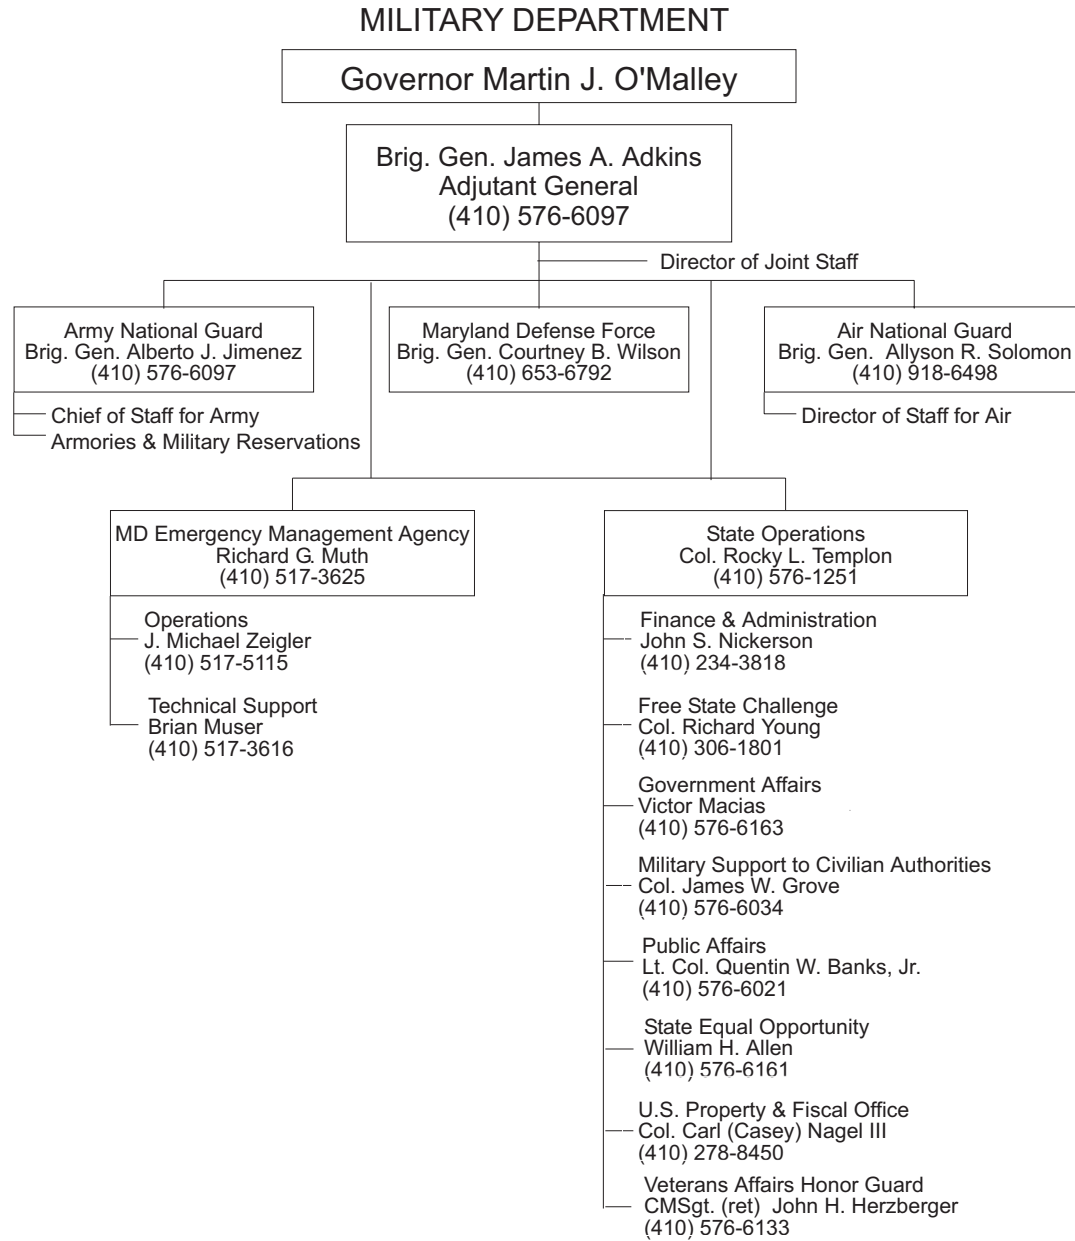 MILITARY DEPARTMENT
Governor Martin J. O'Malley
Brig. Gen. James A. Adkins
Adjutant General
(410) 576-6097
Director of Joint Staff
Army National Guard
Brig. Gen. Alberto J. Jimenez
(410) 576-6097
Chief of Staff for Army
Armories & Military Reservations
Maryland Defense Force
Brig. Gen. Courtney B. Wilson
(410) 653-6792
Air National Guard
Brig. Gen. Allyson R. Solomon
(410) 918-6498
Director of Staff for Air
MD Emergency Management Agency
Richard G. Muth
(410) 517-3625
Operations
J. Michael Zeigler
(410) 517-5115
Technical Support
Brian Muser
(410) 517-3616
State Operations
Col. Rocky L. Templon
(410) 576-1251
Finance & Administration
John S. Nickerson
(410) 234-3818
Free State Challenge
Col. Richard Young
(410) 306-1801
Government Affairs
Victor Macias
(410) 576-6163
Military Support to Civilian Authorities
Col. James W. Grove
(410) 576-6034
Public Affairs
Lt. Col. Quentin W. Banks, Jr.
(410) 576-6021
State Equal Opportunity
William H. Allen
(410) 576-6161
U.S. Property & Fiscal Office
Col. Carl (Casey) Nagel III
(410) 278-8450
Veterans Affairs Honor Guard
CMSgt. (ret) John H. Herzberger
(410) 576-6133